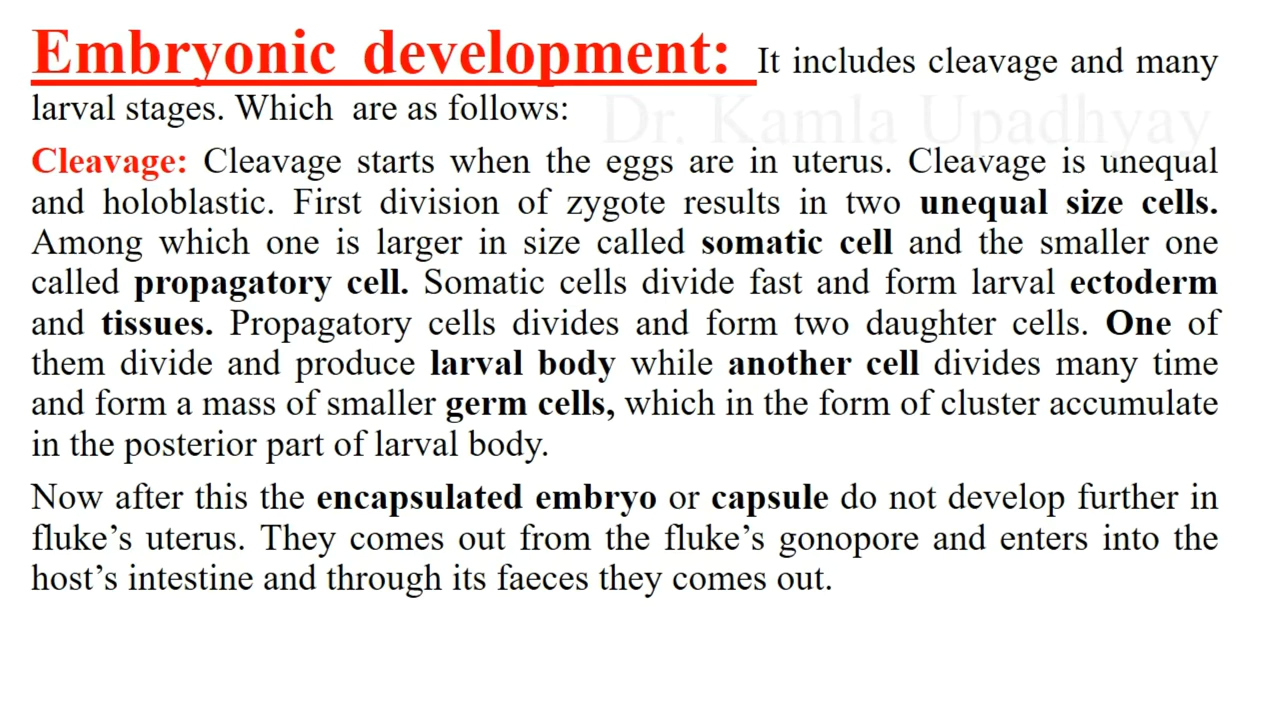 Embryonic development: It includes cleavage and many
larval stages. Which are as follows:
Dr. Kamla Upadhyay
Cleavage: Cleavage starts when the eggs are in uterus. Cleavage is unequal
and holoblastic. First division of zygote results in two unequal size cells.
Among which one is larger in size called somatic cell and the smaller one
called propagatory cell. Somatic cells divide fast and form larval ectoderm
and tissues. Propagatory cells divides and form two daughter cells. One of
them divide and produce larval body while another cell divides many time
and form a mass of smaller germ cells, which in the form of cluster accumulate
in the posterior part of larval body.
Now after this the encapsulated embryo or capsule do not develop further in
fluke’s uterus. They comes out from the fluke’s gonopore and enters into the
host’s intestine and through its faeces they comes out.